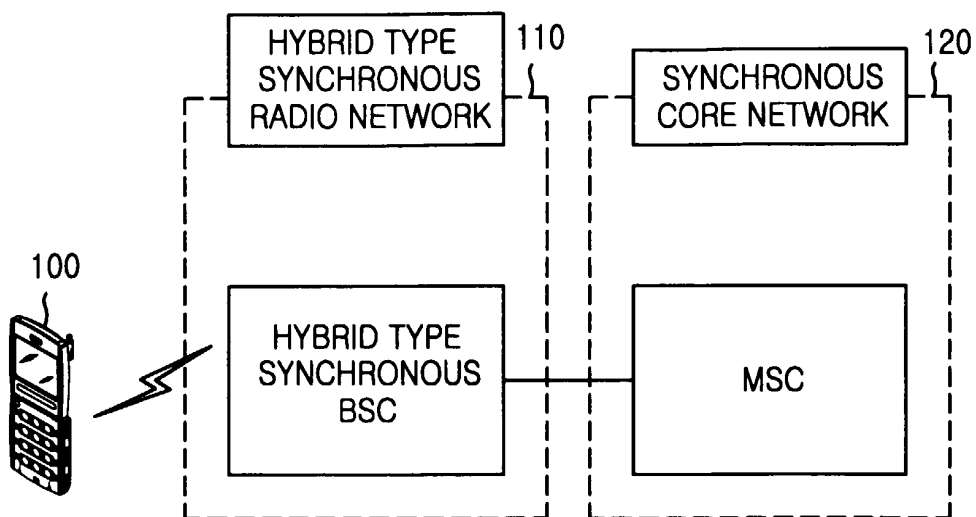 HYBRID TYPE
SYNCHRONOUS
RADIO NETWORK
110
SYNCHRONOUS
CORE NETWORK
120
100
HYBRID TYPE
SYNCHRONOUS
BSC
MSC